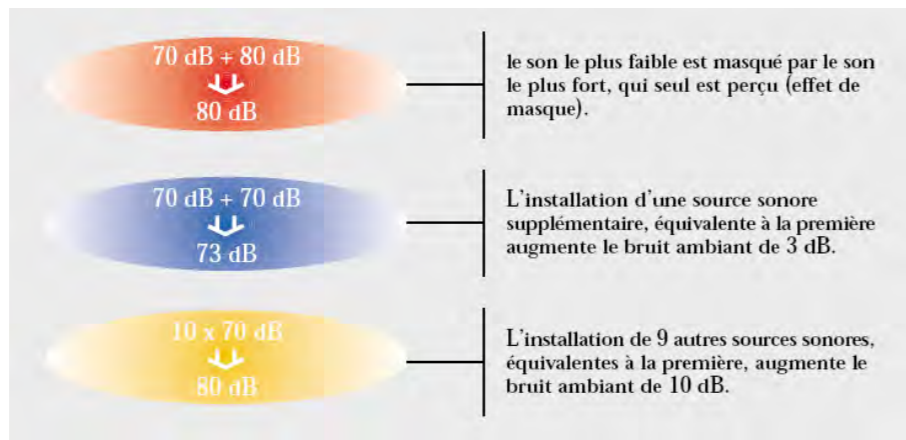 70 dB + 80 dB
80 dB
le son le plus faible est masqué par le son
le plus fort, qui seul est perçu (effet de
masque).
70 dB + 70 dB
73 dB
L'installation d'une source sonore
supplémentaire, équivalente à la première
augmente le bruit ambiant de 3 dB.
10 x 70 dB
80 dB
L'installation de 9 autres sources sonores,
équivalentes à la première, augmente le
bruit ambiant de 10 dB.